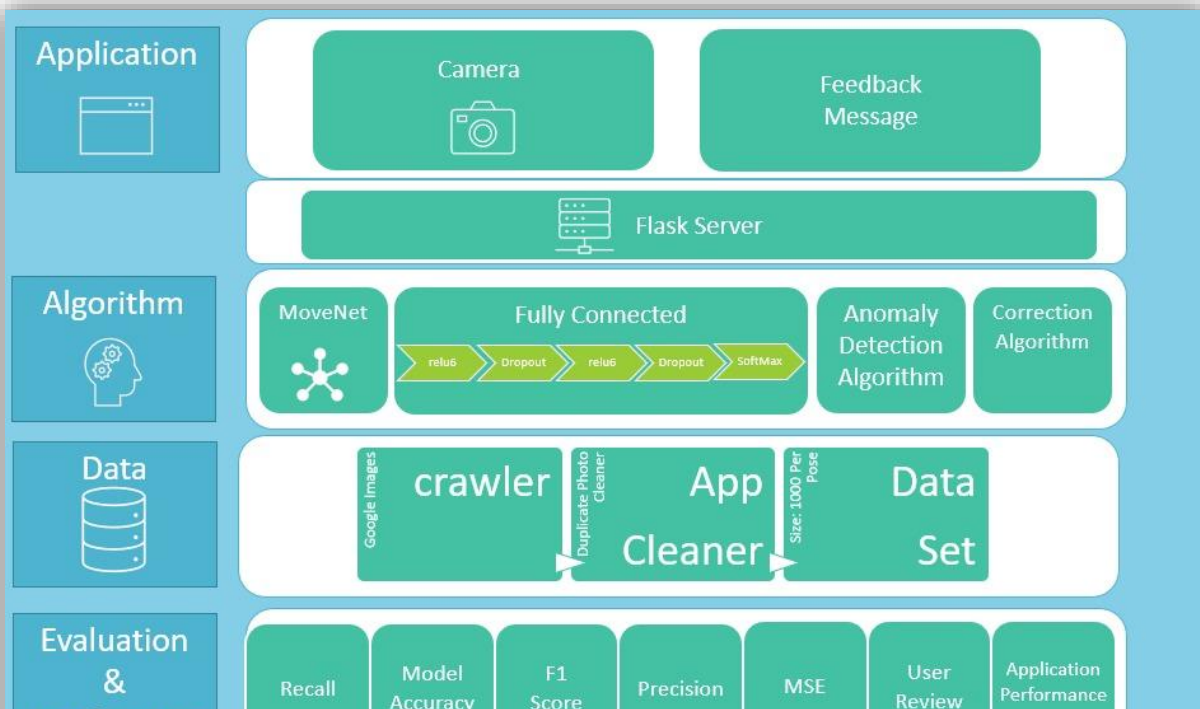 Application
Camera
Feedback
Message
Flask Server
Algorithm
MoveNet
Fully Connected
relu6
Dropout
relu6
Dropout
SoftMax
Anomaly
Detection
Algorithm
Correction
Algorithm
Data
Google Images
crawler
Duplicate Photo
Cleaner
App
Cleaner
Size: 1000 Per
Pose
Data
Set
Evaluation
&
Recall
Model
Accuracy
F1
Score
Precision
MSE
User
Review
Application
Performance